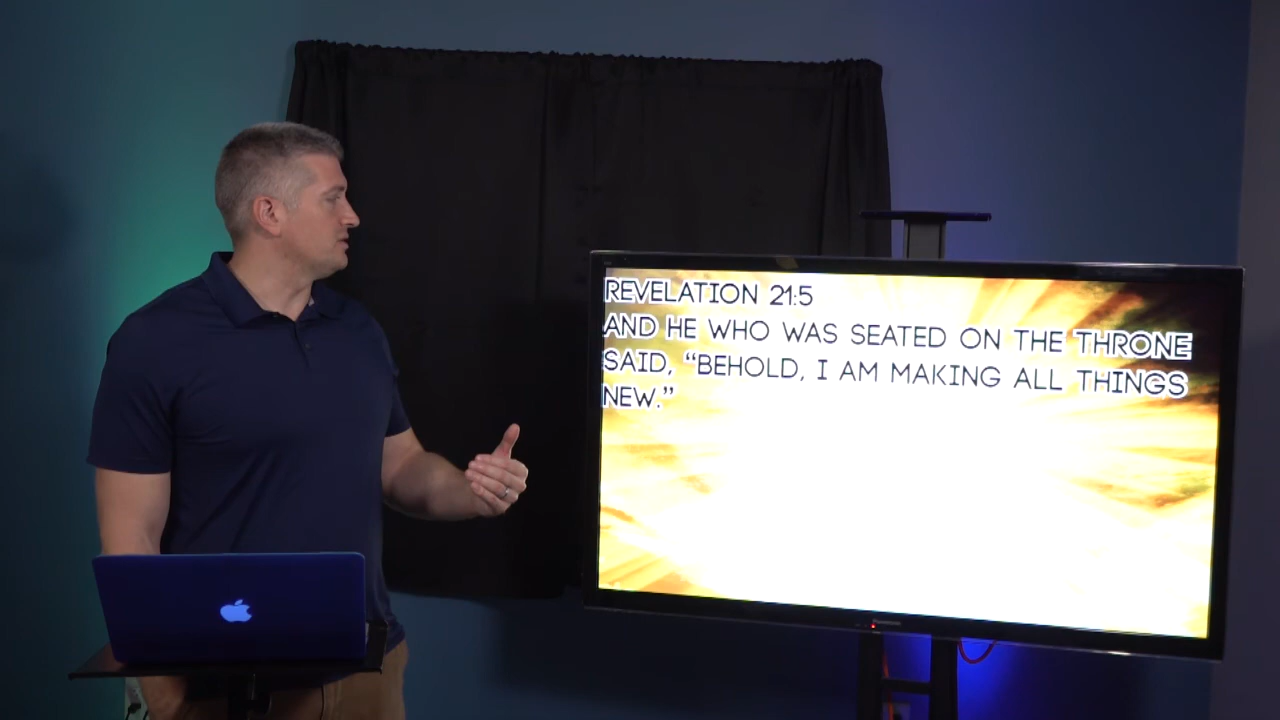 REVELATION 21:5
AND HE WHO WAS SEATED ON THE THRONE
SAID, “BEHOLD, I AM MAKING ALL THINGS
NEW.”